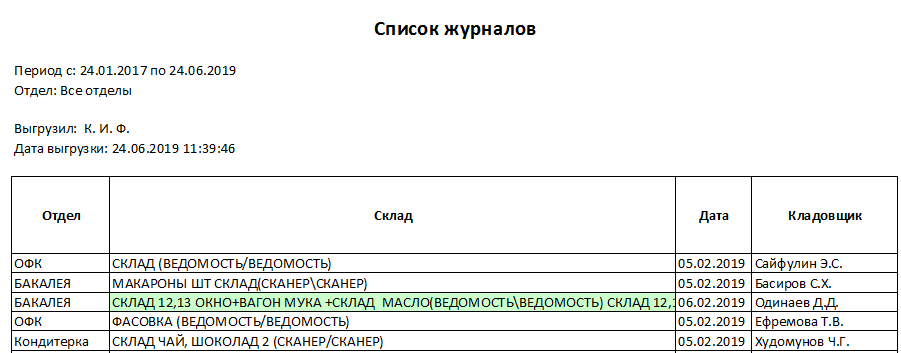 Список журналов
Период с: 24.01.2017 по 24.06.2019
Отдел: Все отделы
Выгрузил: К. И. Ф.
Дата выгрузки: 24.06.2019 11:39:46
Отдел Склад Дата Кладовщик
ОФК СКЛАД (ВЕДОМОСТЬ/ВЕДОМОСТЬ) 05.02.2019 Сайфулин Э.С.
БАКАЛЕЯ МАКАРОНЫ ШТ СКЛАД(СКАНЕР\СКАНЕР) 05.02.2019 Басиров С.Х.
БАКАЛЕЯ СКЛАД 12,13 ОКНО+ВАГОН МУКА +СКЛАД МАСЛО(ВЕДОМОСТЬ\ВЕДОМОСТЬ) СКЛАД 12,1 06.02.2019 Одинаев Д.Д.
ОФК ФАСОВКА (ВЕДОМОСТЬ/ВЕДОМОСТЬ) 05.02.2019 Ефремова Т.В.
Кондитерка СКЛАД ЧАЙ, ШОКОЛАД 2 (СКАНЕР/СКАНЕР) 05.02.2019 Худомунов Ч.Г.